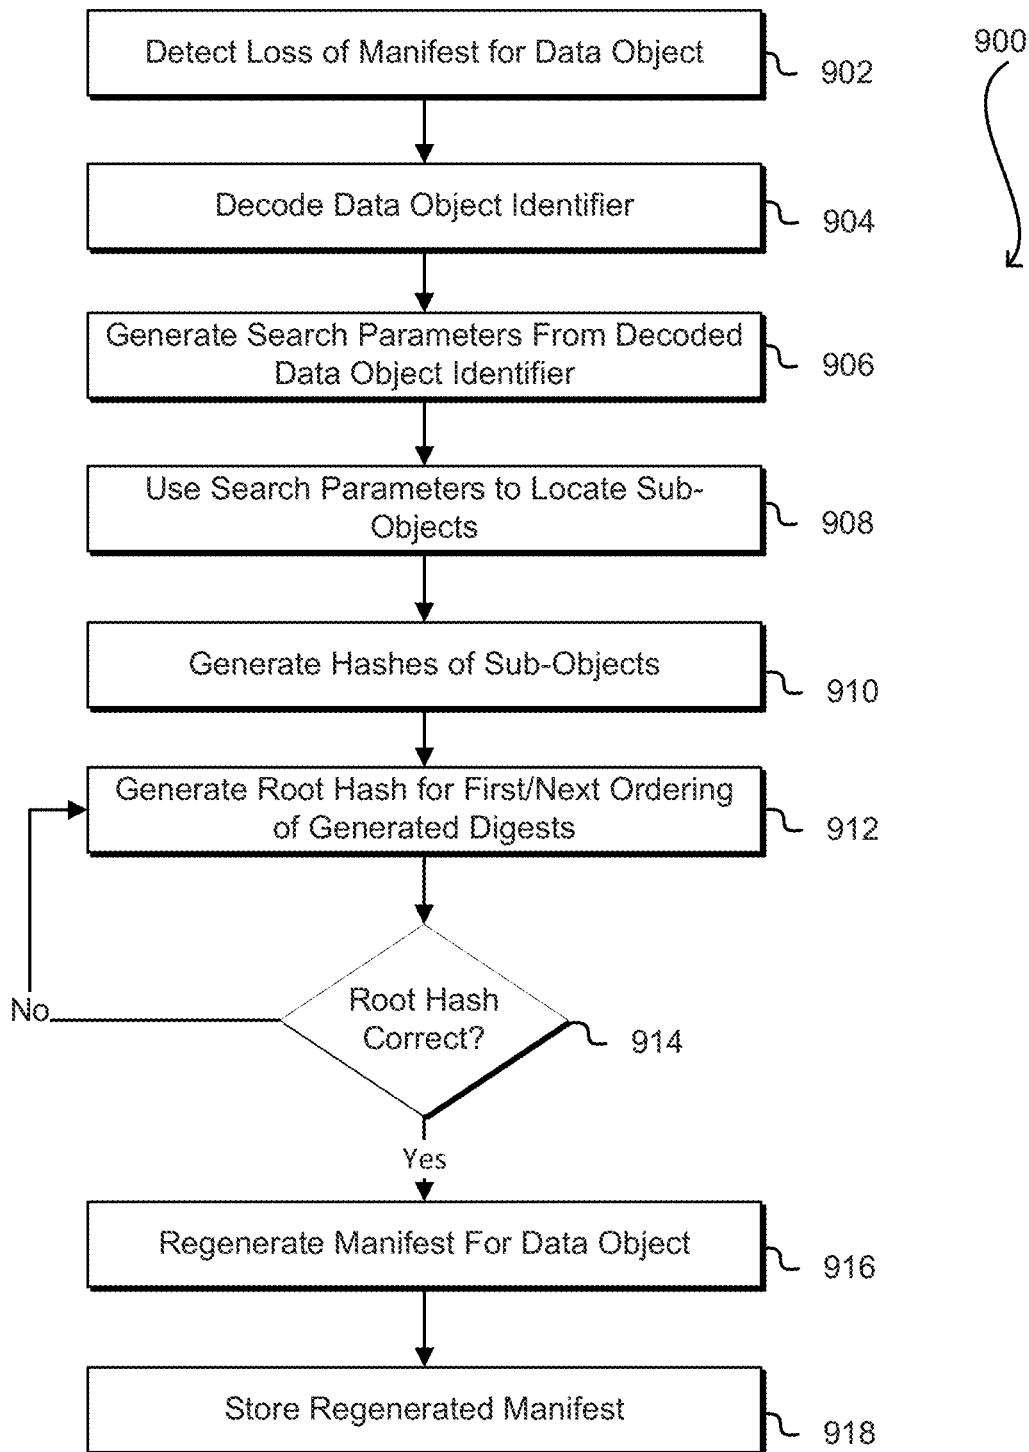 900
Detect Loss of Manifest for Data Object
902
Decode Data Object Identifier
904
Generate Search Parameters From Decoded
Data Object Identifier
906
Use Search Parameters to Locate Sub-
Objects
908
Generate Hashes of Sub-Objects
910
Generate Root Hash for First/Next Ordering
of Generated Digests
912
Root Hash
Correct?
914
No
Yes
Regenerate Manifest For Data Object
916
Store Regenerated Manifest
918